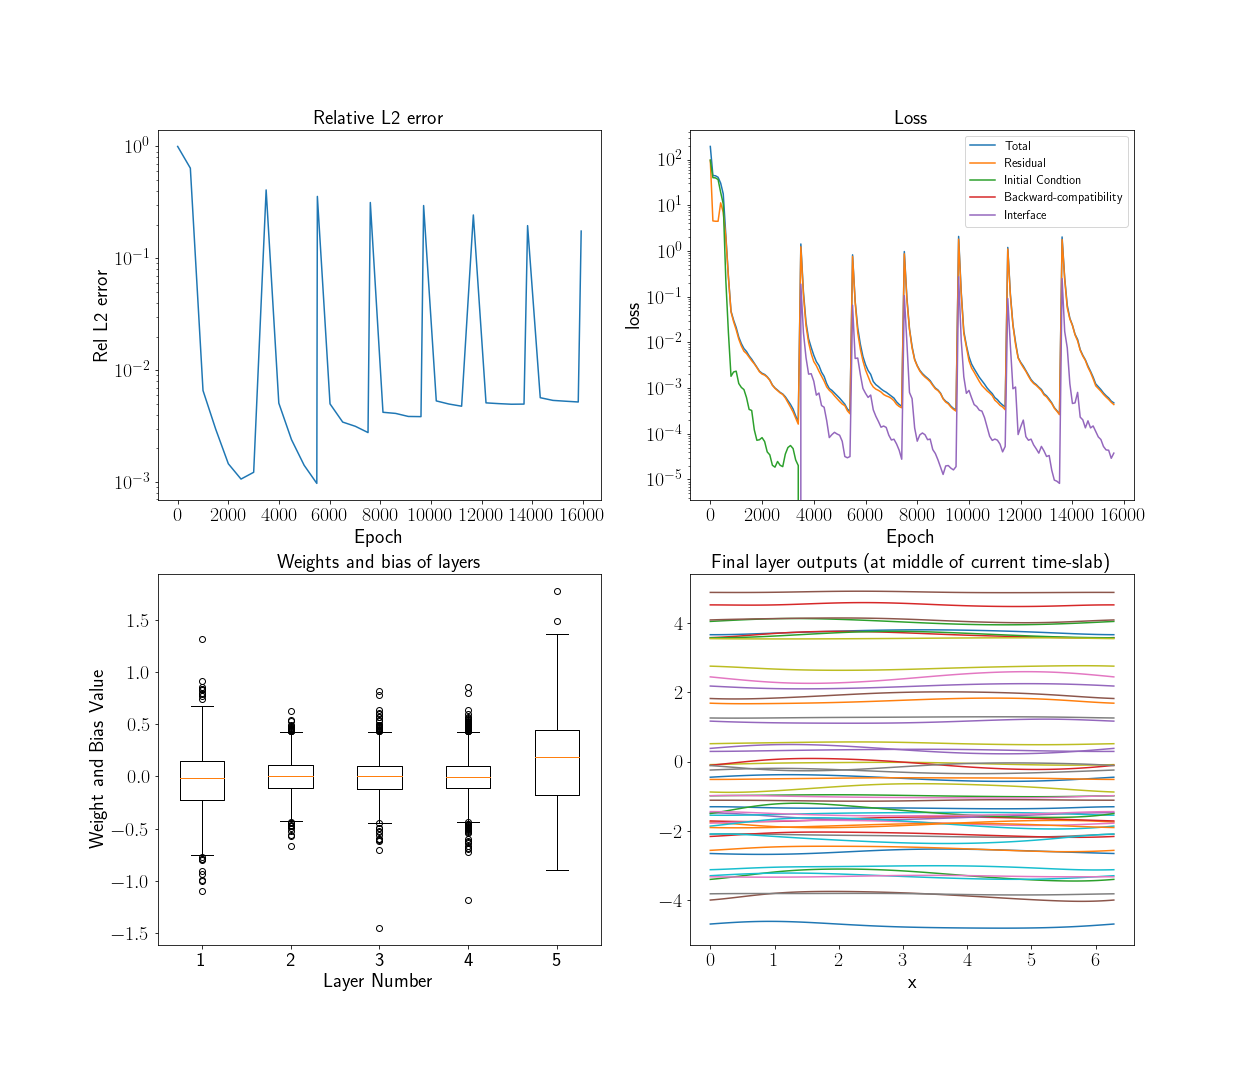 Relative L2 error
10^0
10^−1
10^−2
10^−3
Rel L2 error
0 2000 4000 6000 8000 10000 12000 14000 16000
Epoch
Loss
Total
Residual
Initial Condtion
Backward-compatibility
Interface
10^2
10^1
10^0
10^−1
10^−2
10^−3
10^−4
10^−5
loss
0 2000 4000 6000 8000 10000 12000 14000 16000
Epoch
Weights and bias of layers
1.5
1.0
0.5
0.0
−0.5
−1.0
−1.5
Weight and Bias Value
1 2 3 4 5
Layer Number
Final layer outputs (at middle of current time-slab)
4
2
0
−2
−4
0 1 2 3 4 5 6
x